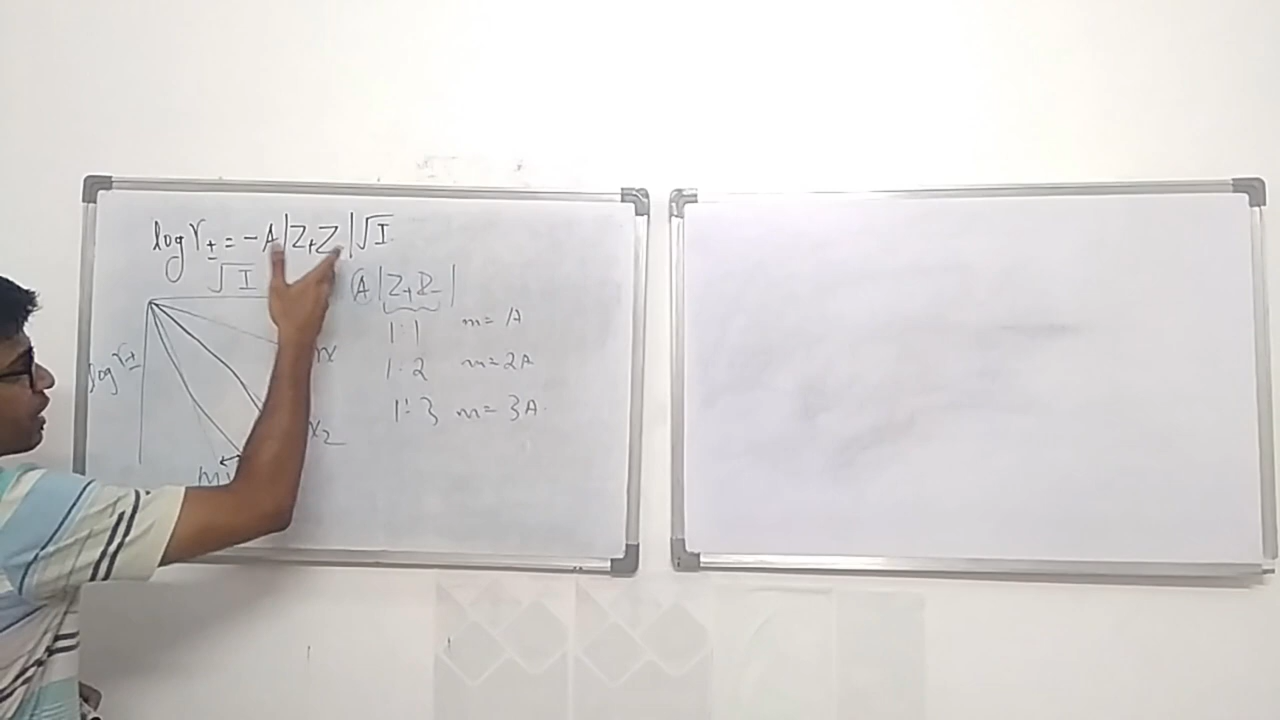 log γ± = -A|Z+Z |√I
√I
A|Z+Z-|
1:1 m= A
1:2 m=2A
1:3 m= 3A.
log γ±